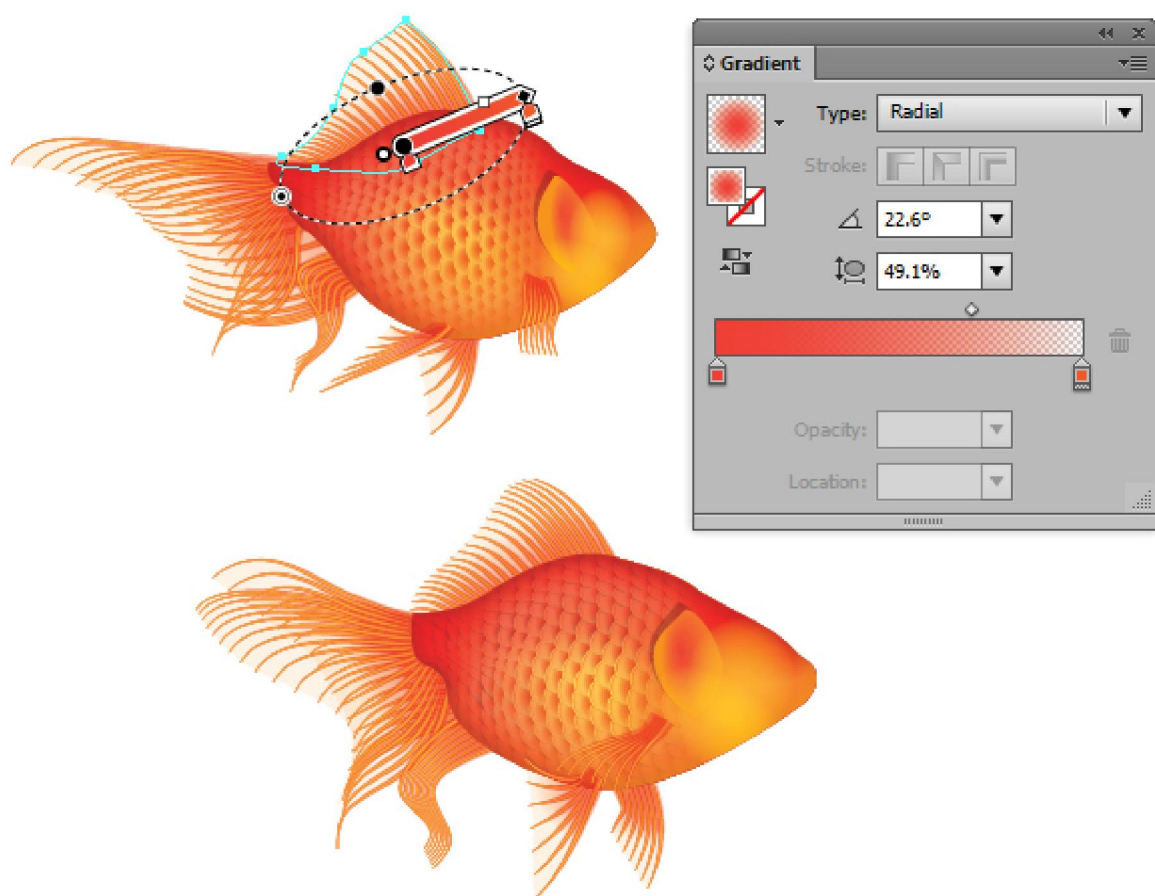 Gradient
Type: Radial
Stroke:
22.6°
49.1%
Opacity:
Location: